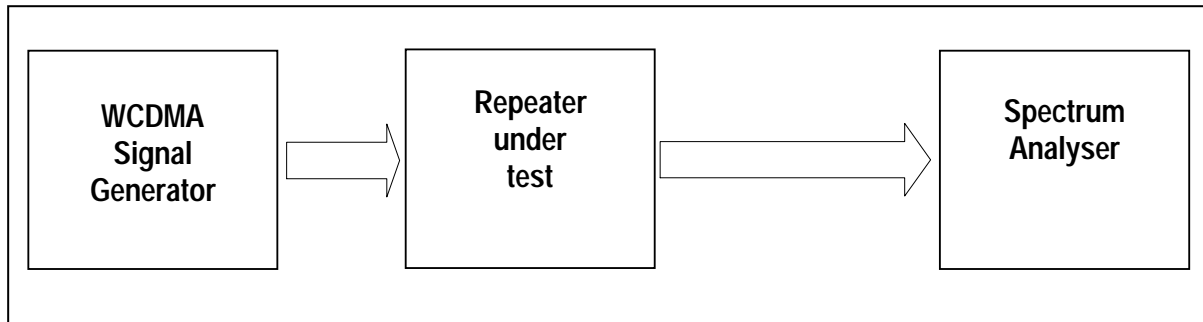 WCDMA
Signal
Generator
Repeater
under
test
Spectrum
Analyser